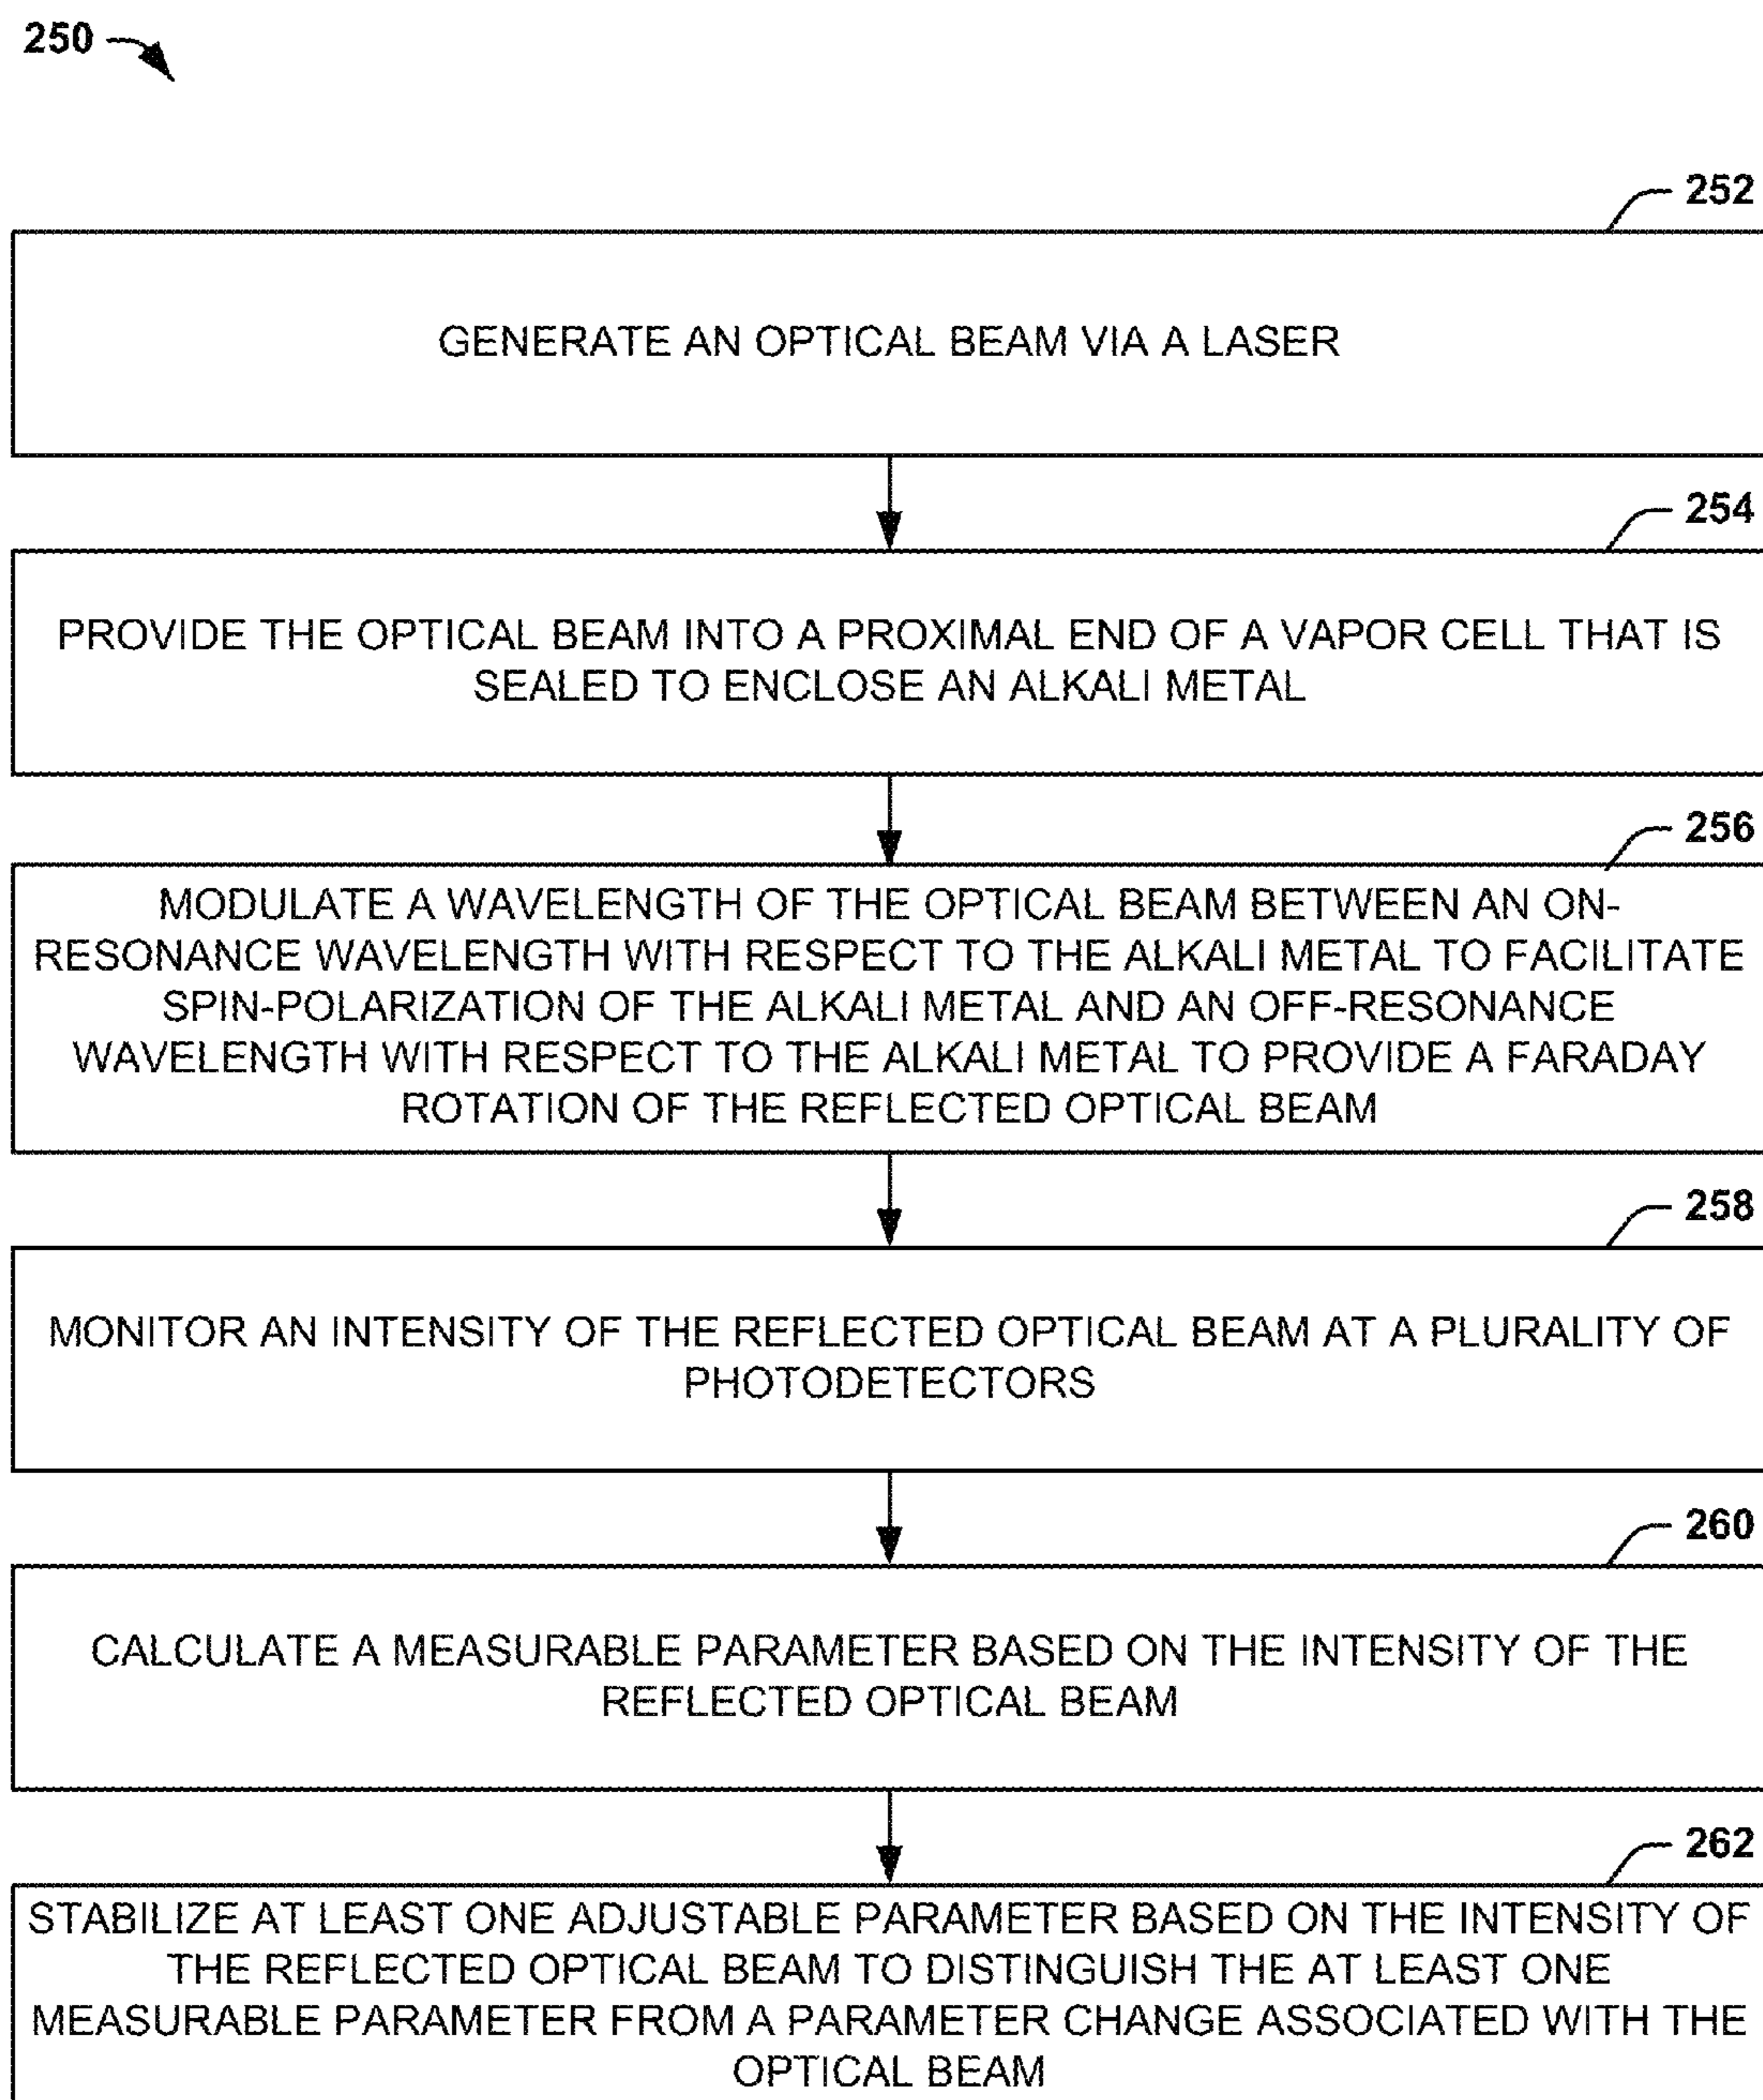 250
252
GENERATE AN OPTICAL BEAM VIA A LASER
254
PROVIDE THE OPTICAL BEAM INTO A PROXIMAL END OF A VAPOR CELL THAT IS
SEALED TO ENCLOSE AN ALKALI METAL
256
MODULATE A WAVELENGTH OF THE OPTICAL BEAM BETWEEN AN ON-
RESONANCE WAVELENGTH WITH RESPECT TO THE ALKALI METAL TO FACILITATE
SPIN-POLARIZATION OF THE ALKALI METAL AND AN OFF-RESONANCE
WAVELENGTH WITH RESPECT TO THE ALKALI METAL TO PROVIDE A FARADAY
ROTATION OF THE REFLECTED OPTICAL BEAM
258
MONITOR AN INTENSITY OF THE REFLECTED OPTICAL BEAM AT A PLURALITY OF
PHOTODETECTORS
260
CALCULATE A MEASURABLE PARAMETER BASED ON THE INTENSITY OF THE
REFLECTED OPTICAL BEAM
262
STABILIZE AT LEAST ONE ADJUSTABLE PARAMETER BASED ON THE INTENSITY OF
THE REFLECTED OPTICAL BEAM TO DISTINGUISH THE AT LEAST ONE
MEASURABLE PARAMETER FROM A PARAMETER CHANGE ASSOCIATED WITH THE
OPTICAL BEAM